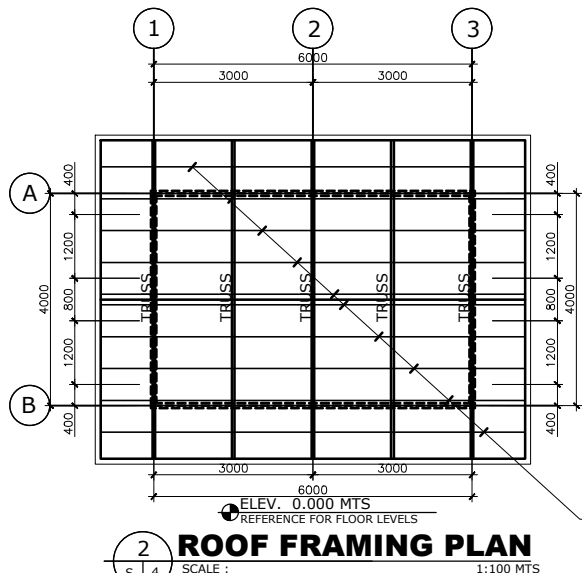 1 2 3
6000
3000 3000
A
400 400
1200 1200
4000 800 4000
800
TRUSS TRUSS TRUSS TRUSS TRUSS
1200 1200
B
400 400
3000 3000
6000
ELEV. 0.000 MTS
REFERENCE FOR FLOOR LEVELS
2 ROOF FRAMING PLAN
S 4 SCALE : 1:100 MTS